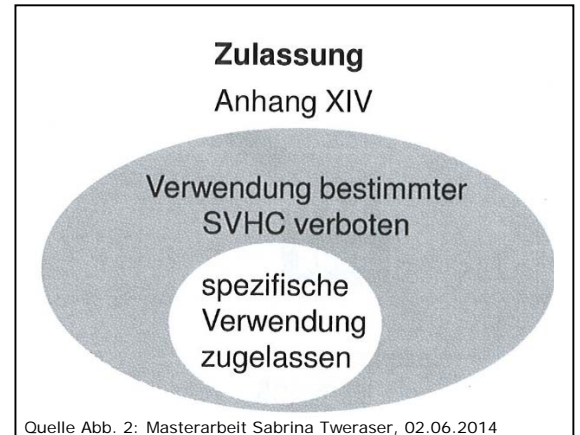 Zulassung
Anhang XIV
Verwendung bestimmter
SVHC verboten
spezifische
Verwendung
zugelassen
Quelle Abb. 2: Masterarbeit Sabrina Tweraser, 02.06.2014